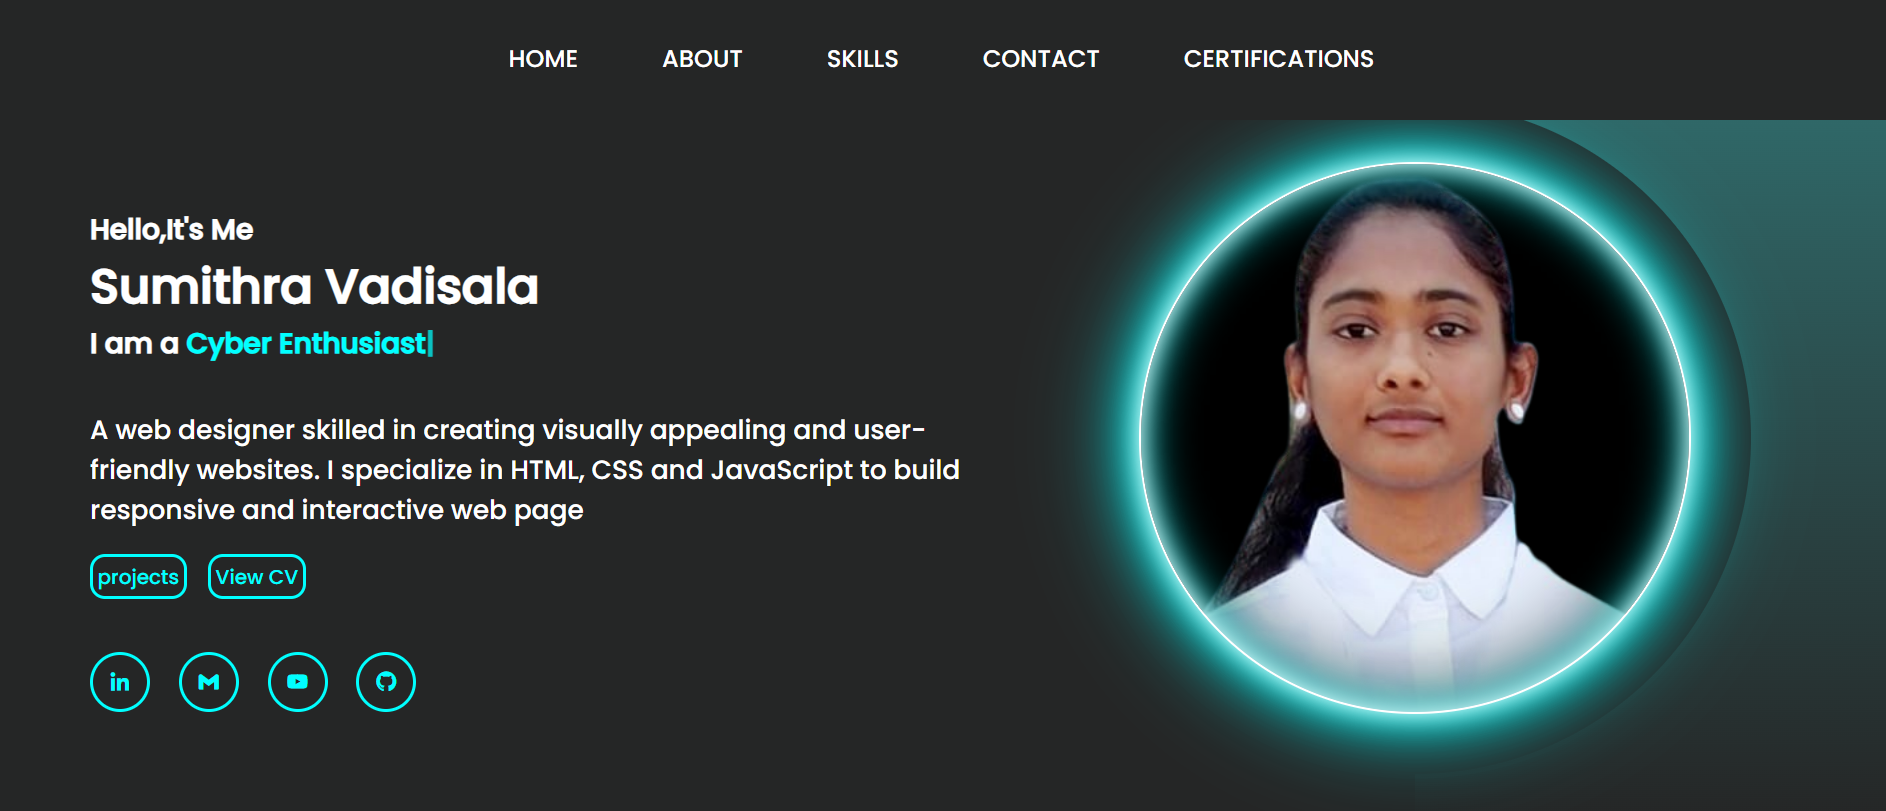 HOME ABOUT SKILLS CONTACT CERTIFICATIONS
Hello,It's Me
Sumithra Vadisala
I am a Cyber Enthusiast|
A web designer skilled in creating visually appealing and user-
friendly websites. I specialize in HTML, CSS and JavaScript to build
responsive and interactive web page
projects View CV
in